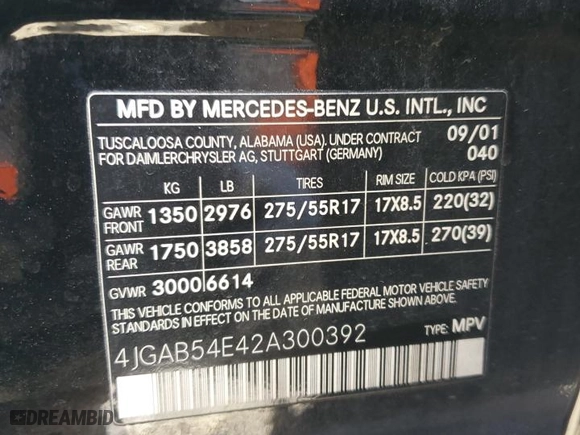 MFD BY MERCEDES-BENZ U.S. INTL., INC
TUSCALOOSA COUNTY, ALABAMA (USA). UNDER CONTRACT 09/01
FOR DAIMLERCHRYSLER AG, STUTTGART (GERMANY) 040
KG LB TIRES RIM SIZE COLD KPA (PSI)
GAWR FRONT 1350 2976 275/55R17 17X8.5 220(32)
GAWR REAR 1750 3858 275/55R17 17X8.5 270(39)
GVWR 3000 6614
THIS VEHICLE CONFORMS TO ALL APPLICABLE FEDERAL MOTOR VEHICLE SAFETY
STANDARDS IN EFFECT ON THE DATE OF MANUFACTURE SHOWN ABOVE.
4JGAB54E42A300392 TYPE: MPV
DREAMBID